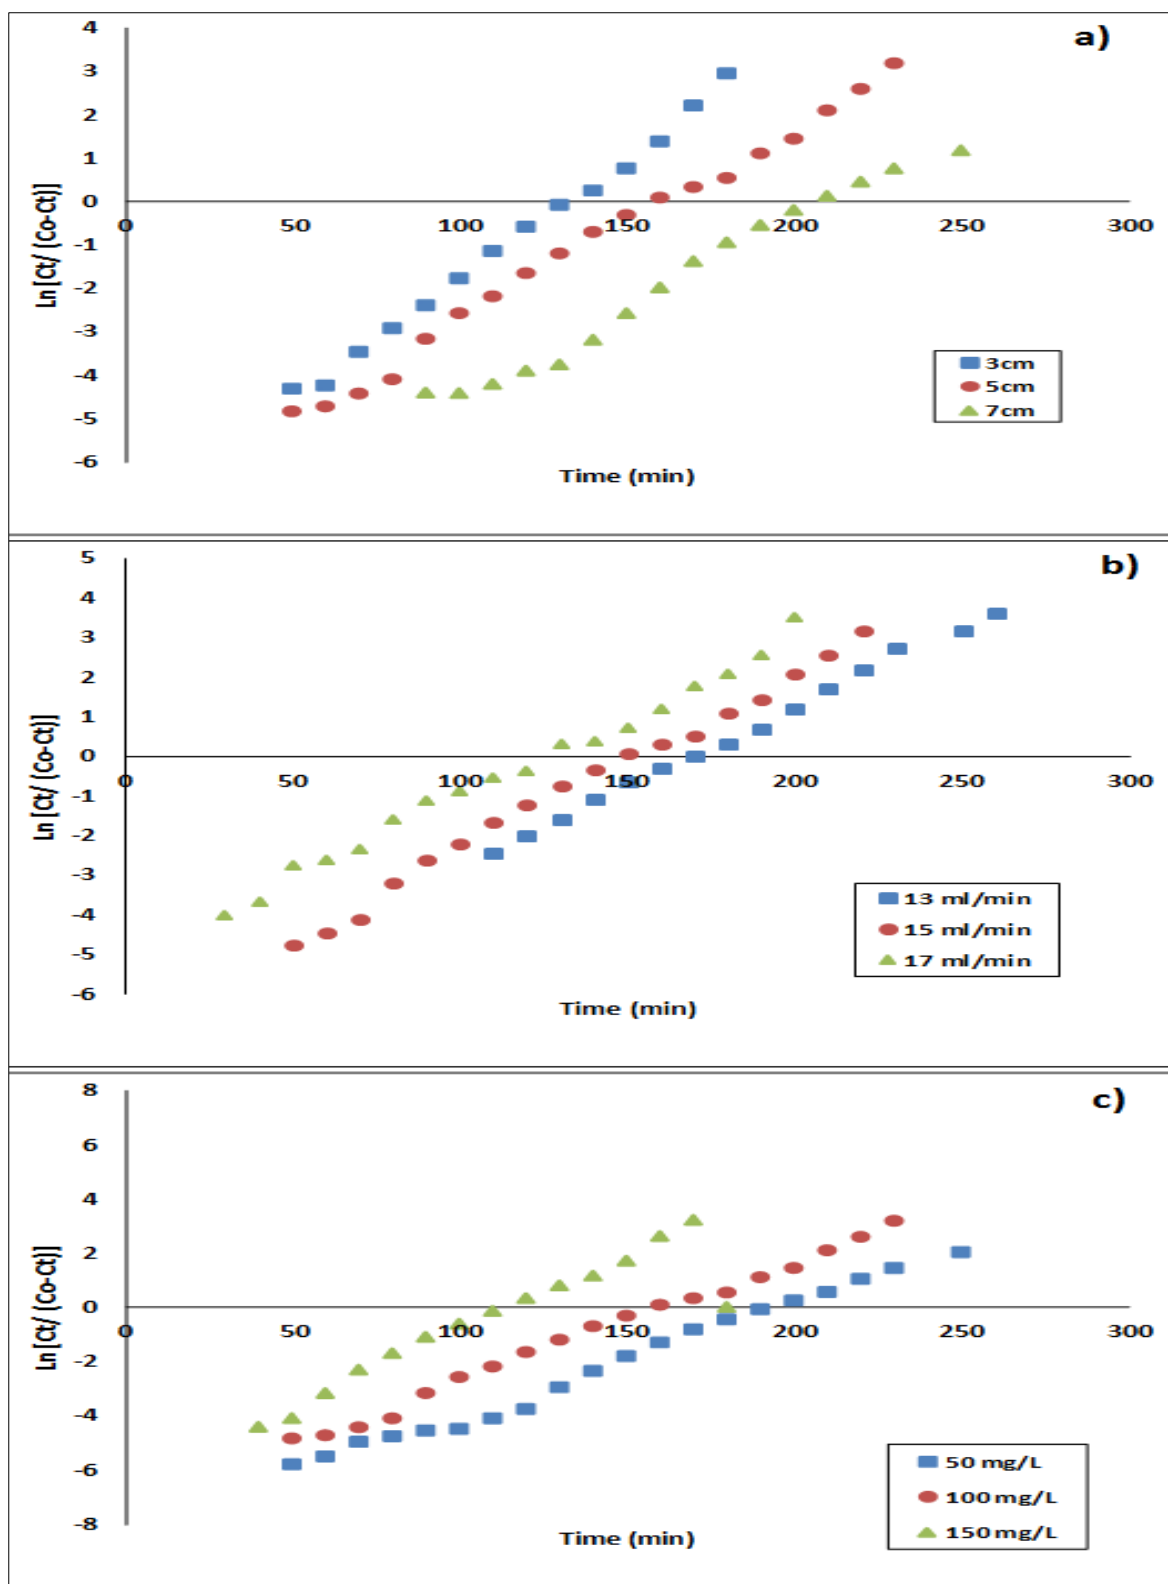 a)
4
3
2
1
0
-1
-2
-3
-4
-5
-6
0 50 100 150 200 250 300
Ln [Ct/ (Co-Ct)]
Time (min)
3cm
5cm
7cm
b)
5
4
3
2
1
0
-1
-2
-3
-4
-5
-6
0 50 100 150 200 250 300
Ln [Ct/ (Co-Ct)]
Time (min)
13 ml/min
15 ml/min
17 ml/min
c)
8
6
4
2
0
-2
-4
-6
-8
0 50 100 150 200 250 300
Ln [Ct/ (Co-Ct)]
Time (min)
50 mg/L
100 mg/L
150 mg/L